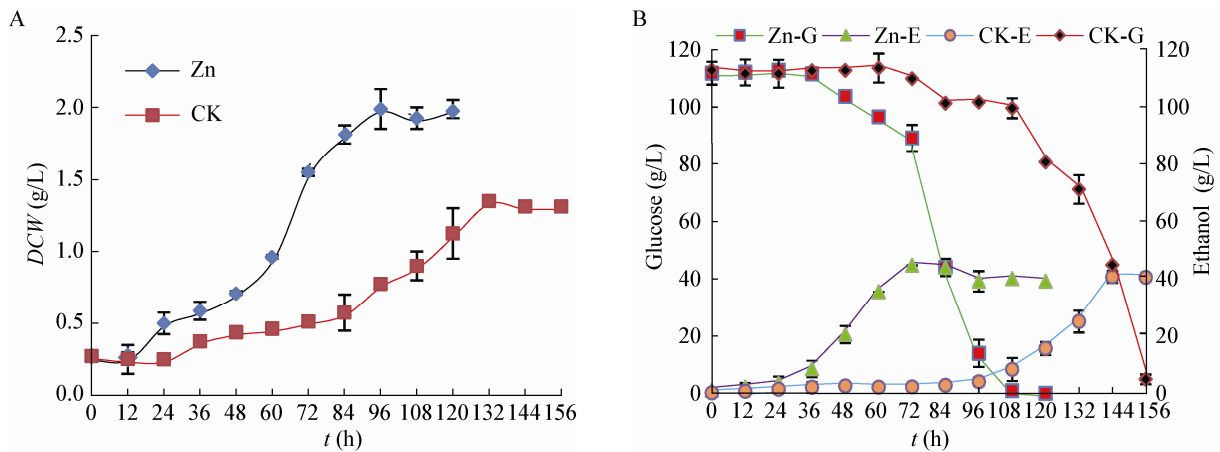 A
2.5
2.0
1.5
1.0
0.5
0.0
DCW (g/L)
Zn
CK
0 12 24 36 48 60 72 84 96 108 120 132 144 156
t (h)
B
Zn-G Zn-E CK-E CK-G
120
100
80
60
40
20
0
Glucose (g/L)
120
100
80
60
40
20
0
Ethanol (g/L)
0 12 24 36 48 60 72 84 96 108 120 132 144 156
t (h)